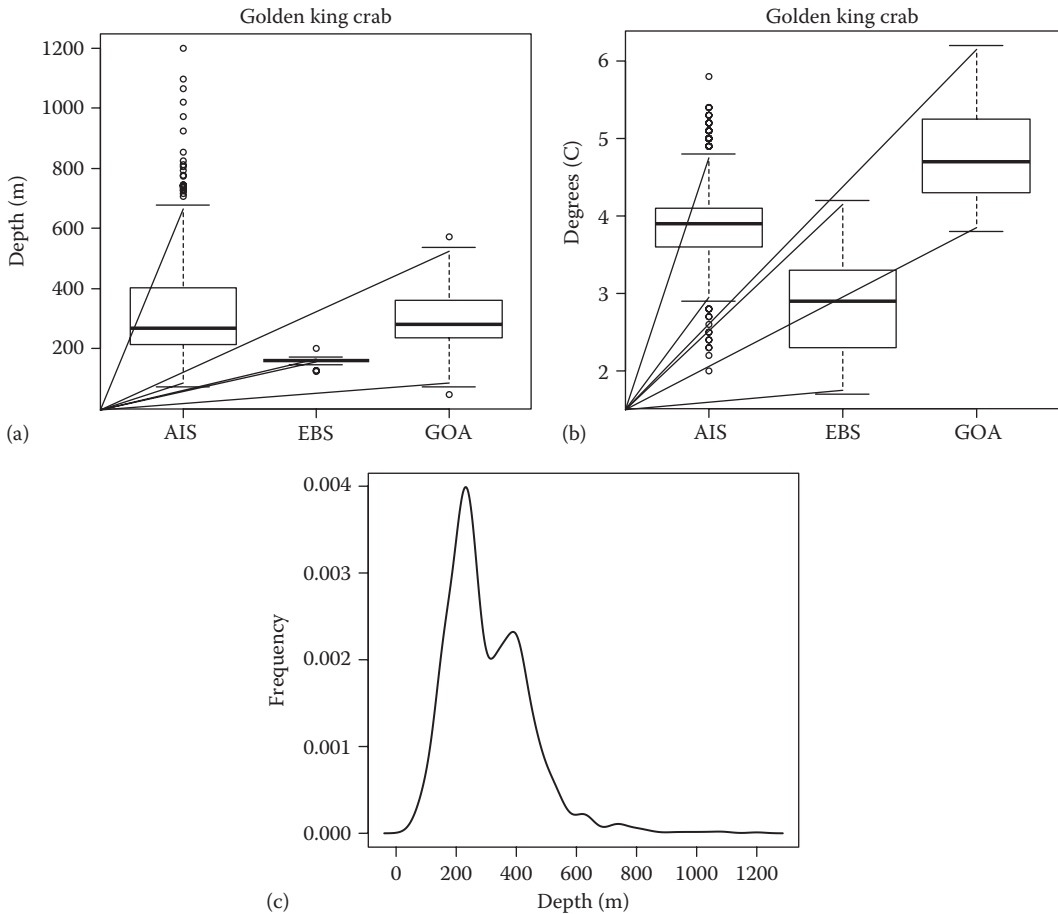 Golden king crab
1200
1000
800
600
400
200
Depth (m)
AIS EBS GOA
(a)
Golden king crab
6
5
4
3
2
Degrees (C)
AIS EBS GOA
(b)
0.004
0.003
0.002
0.001
0.000
Frequency
0 200 400 600 800 1000 1200
Depth (m)
(c)